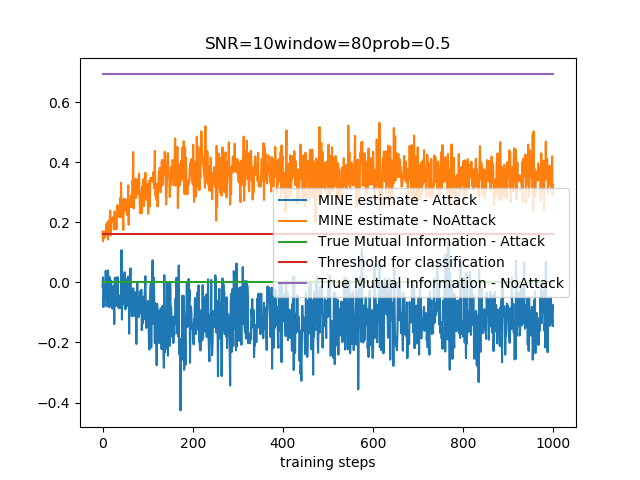 SNR=10window=80prob=0.5
0.6
0.4
0.2
0.0
−0.2
−0.4
MINE estimate - Attack
MINE estimate - NoAttack
True Mutual Information - Attack
Threshold for classification
True Mutual Information - NoAttack
0 200 400 600 800 1000
training steps